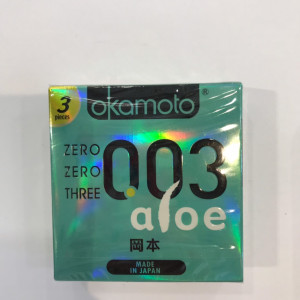 3
pieces
okamoto®
ZERO
ZERO
THREE
0.03
aloe
岡本
MADE
IN JAPAN